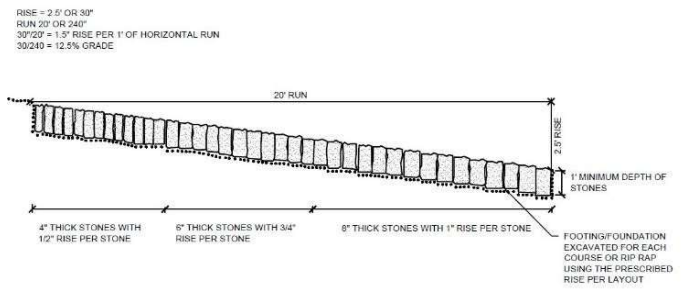 RISE = 2.5' OR 30"
RUN 20' OR 240"
30"/20' = 1.5" RISE PER 1' OF HORIZONTAL RUN
30/240 = 12.5% GRADE
20' RUN
2.5' RISE
1' MINIMUM DEPTH OF
STONES
4" THICK STONES WITH
1/2" RISE PER STONE
6" THICK STONES WITH 3/4"
RISE PER STONE
8" THICK STONES WITH 1" RISE PER STONE
FOOTING/FOUNDATION
EXCAVATED FOR EACH
COURSE OR RIP RAP
USING THE PRESCRIBED
RISE PER LAYOUT